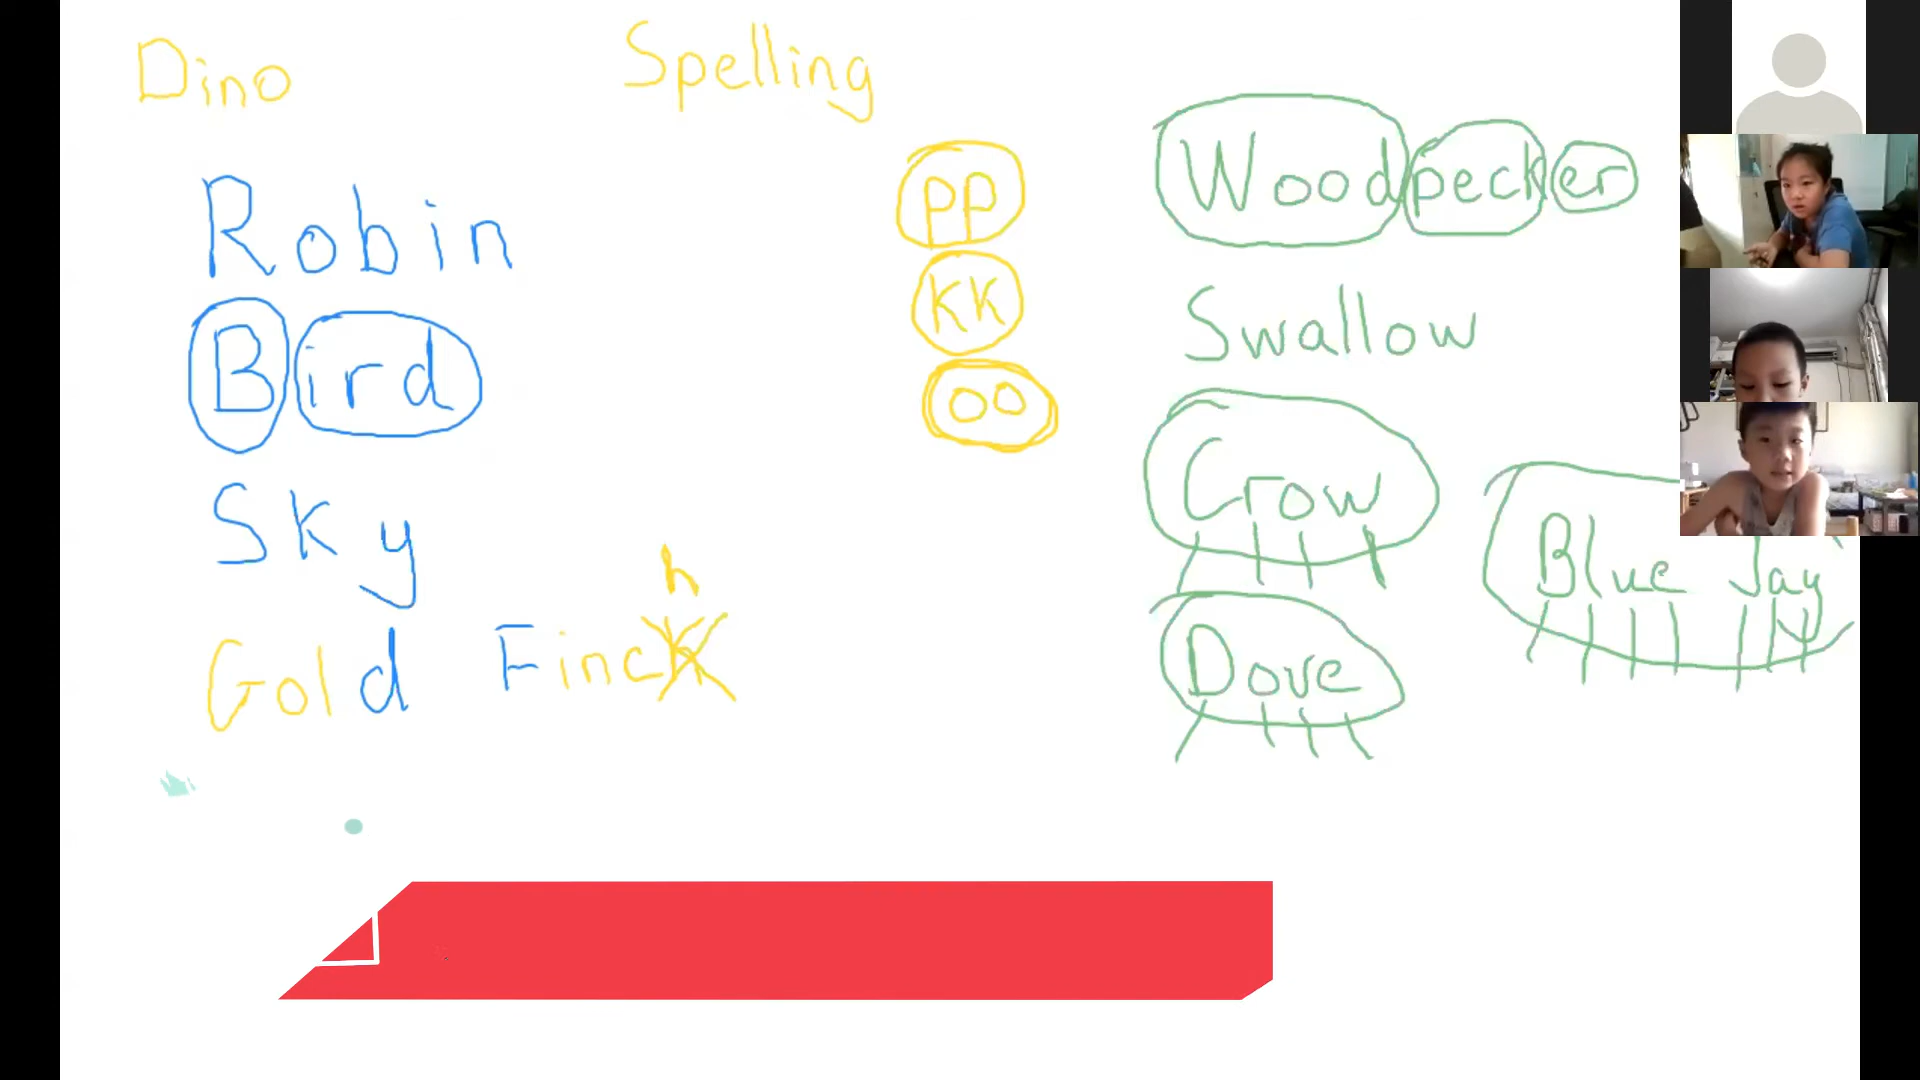 Dino Spelling
Robin
Bird
Sky
Gold Finck
h
pp
KK
oo
Woodpecker
Swallow
Crow
Dove
Blue Jay